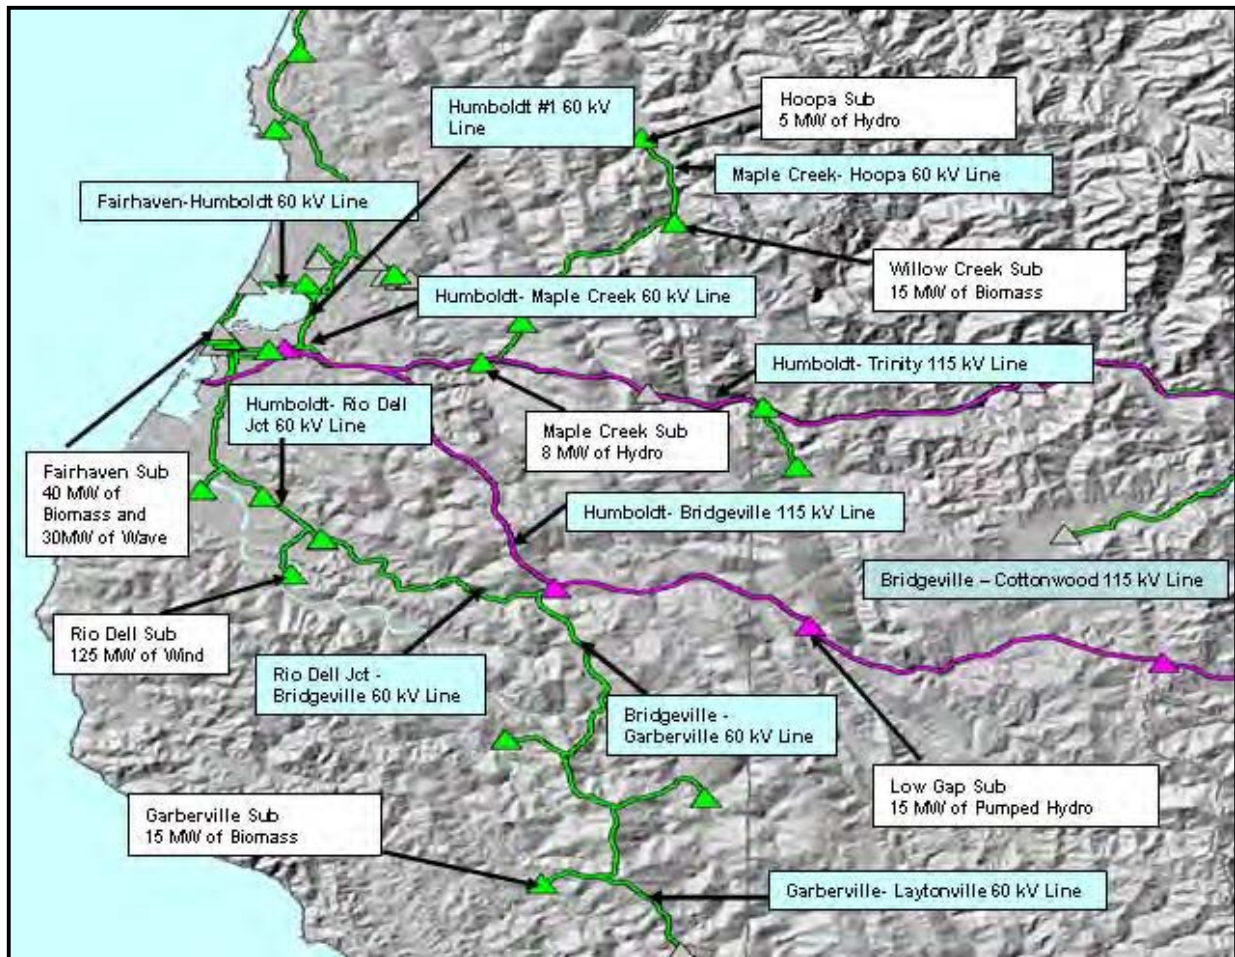 Humboldt #1 60 kV
Line
Hoopa Sub
5 MW of Hydro
Maple Creek- Hoopa 60 kV Line
Fairhaven-Humboldt 60 kV Line
Willow Creek Sub
15 MW of Biomass
Humboldt- Maple Creek 60 kV Line
Humboldt- Trinity 115 kV Line
Humboldt- Rio Dell
Jct 60 kV Line
Maple Creek Sub
8 MW of Hydro
Fairhaven Sub
40 MW of
Biomass and
30MW of Wave
Humboldt- Bridgeville 115 kV Line
Bridgeville – Cottonwood 115 kV Line
Rio Dell Sub
125 MW of Wind
Rio Dell Jct -
Bridgeville 60 kV Line
Bridgeville -
Garberville 60 kV Line
Low Gap Sub
15 MW of Pumped Hydro
Garberville Sub
15 MW of Biomass
Garberville- Laytonville 60 kV Line